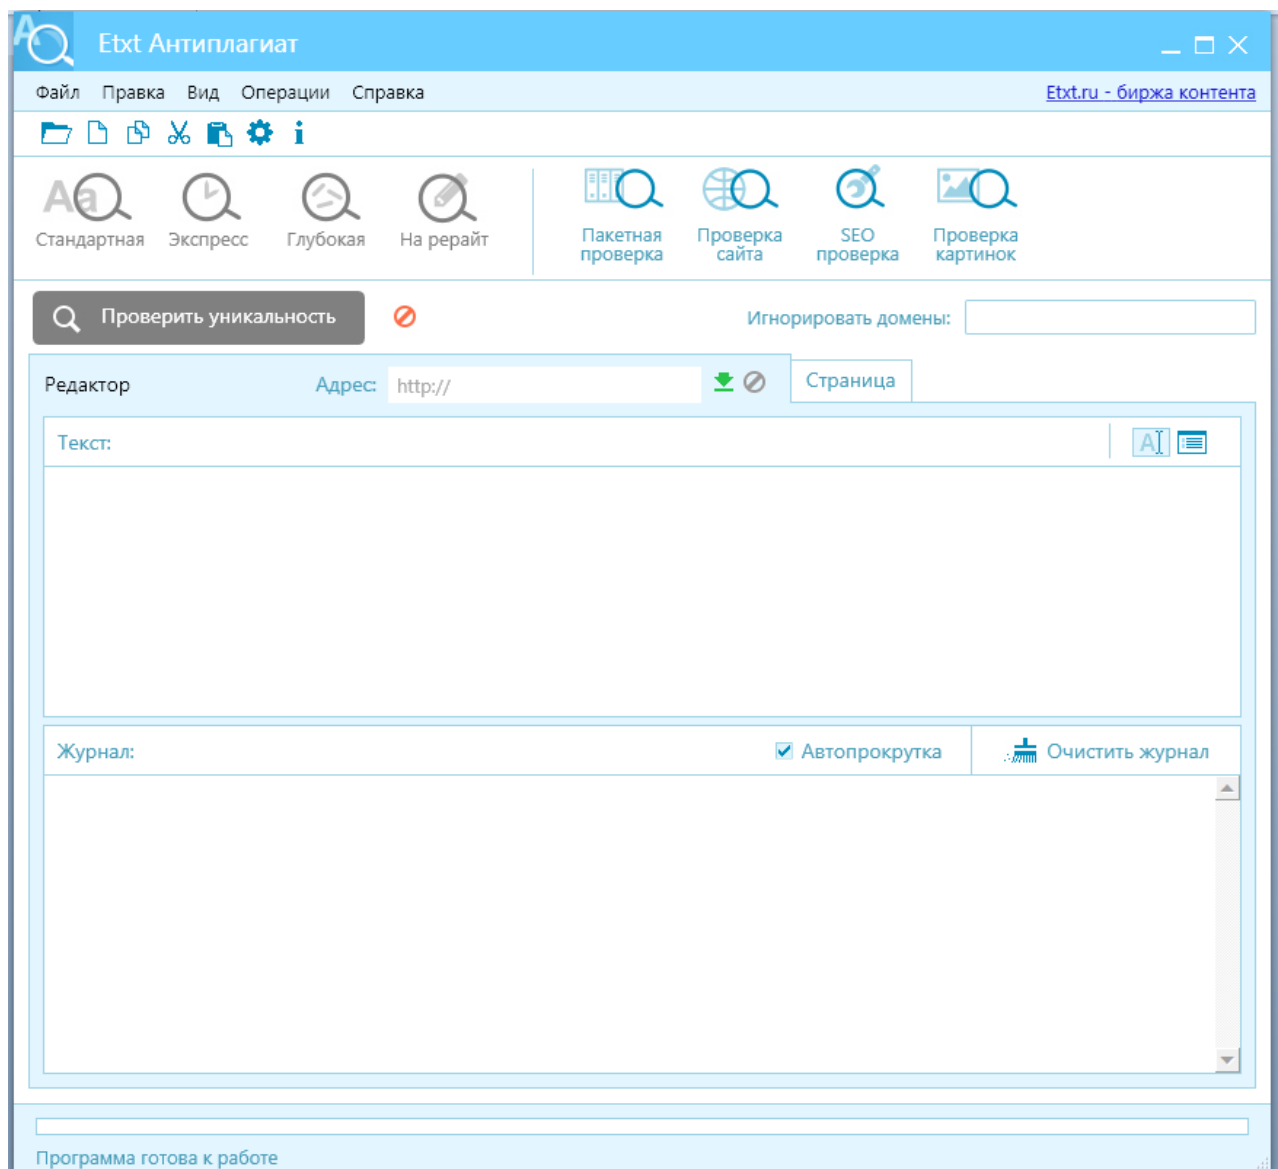 Etxt Антиплагиат
Файл Правка Вид Операции Справка Etxt.ru - биржа контента
Стандартная Экспресс Глубокая На рерайт
Пакетная проверка
Проверка сайта
SEO проверка
Проверка картинок
Проверить уникальность
Игнорировать домены:
Редактор Адрес: http:// Страница
Текст:
Журнал: Автопрокрутка Очистить журнал
Программа готова к работе